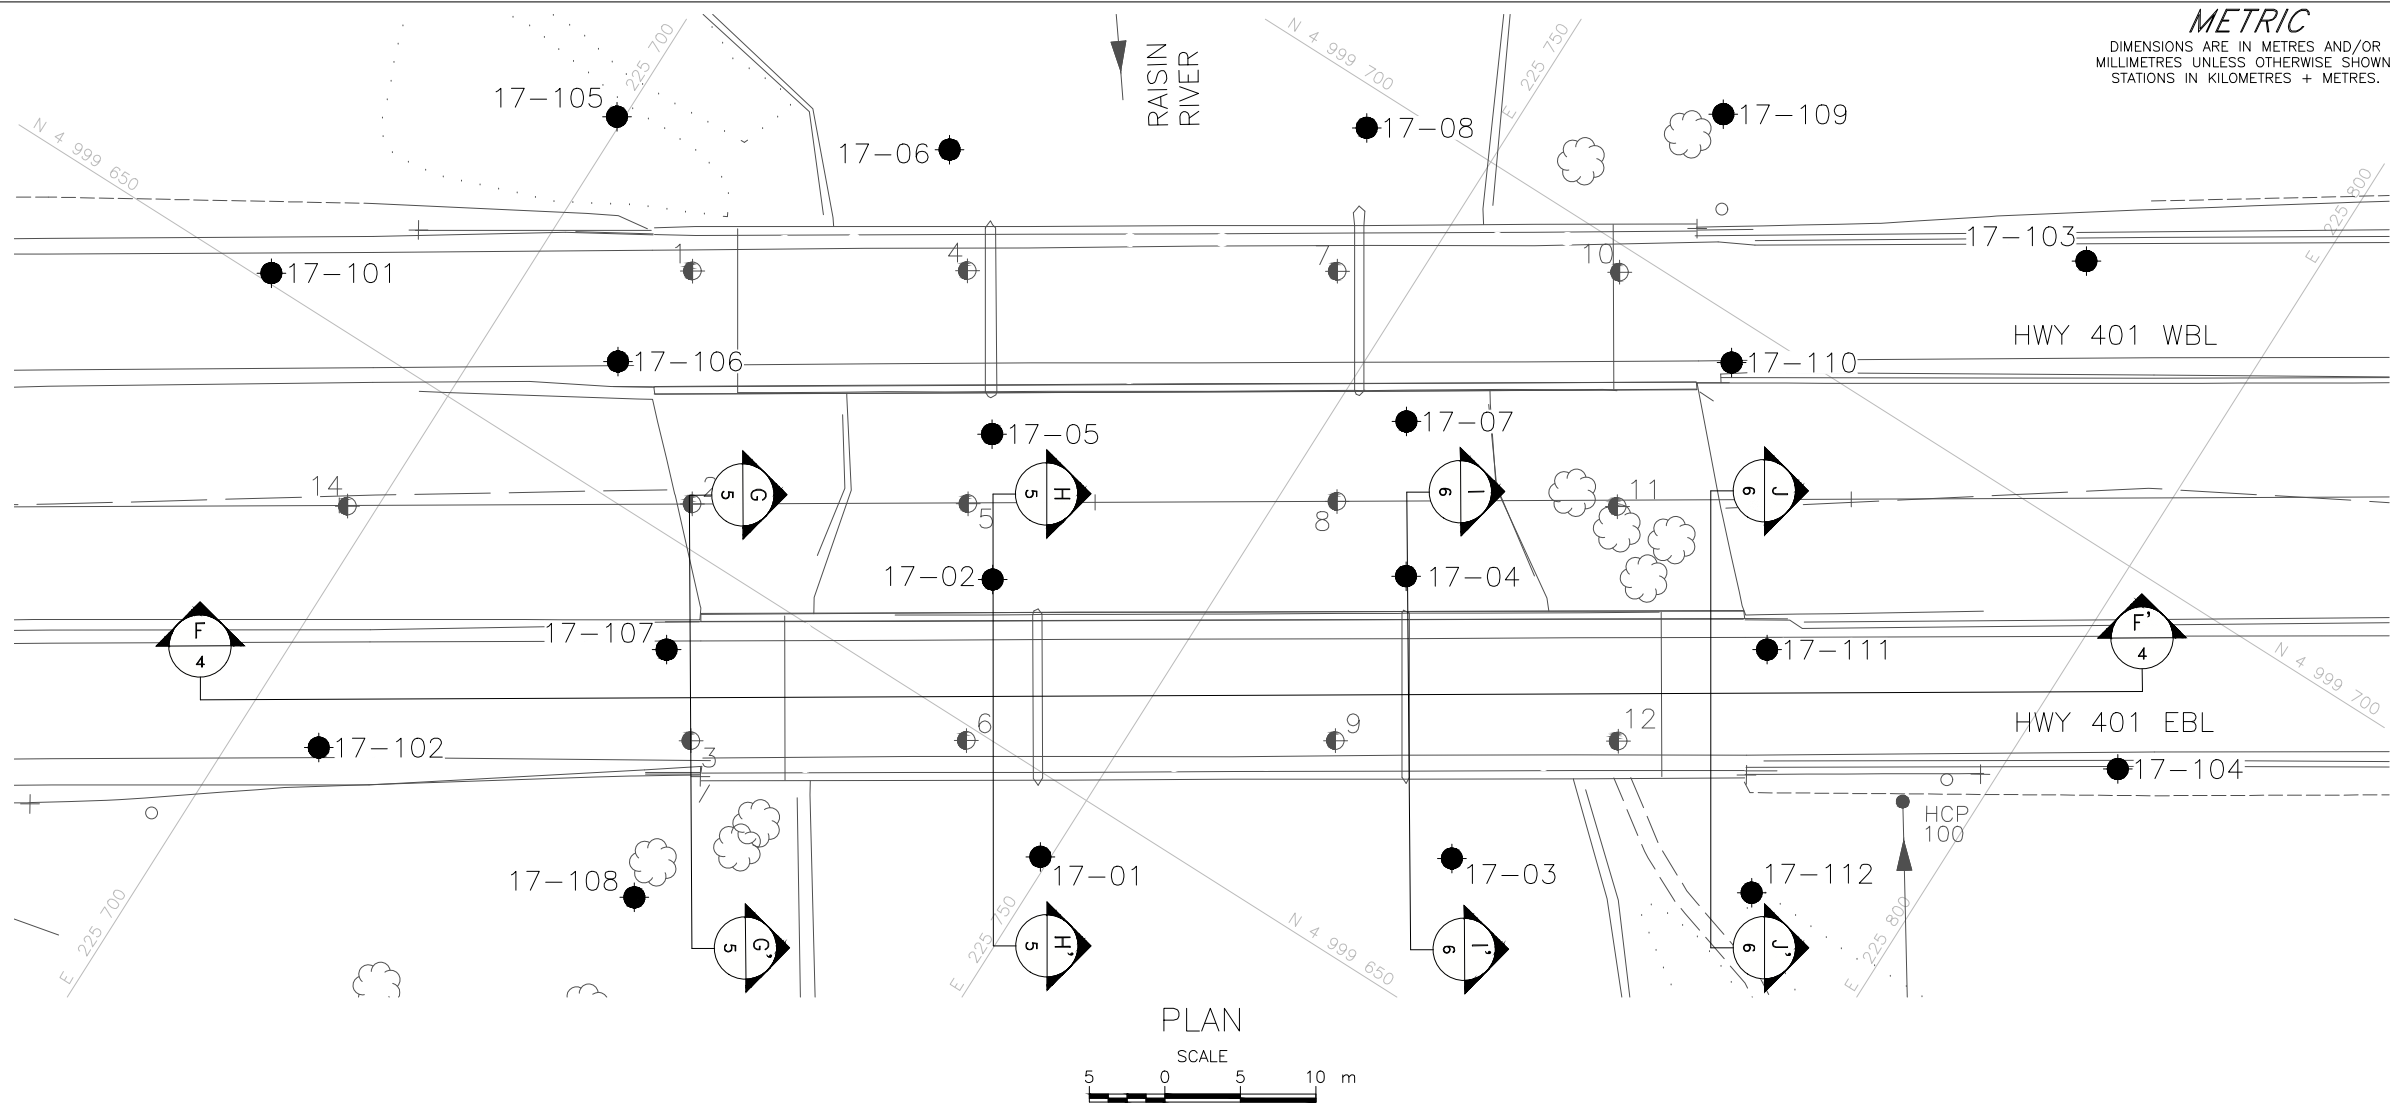 METRIC
DIMENSIONS ARE IN METRES AND/OR
MILLIMETRES UNLESS OTHERWISE SHOWN
STATIONS IN KILOMETRES + METRES.
N 4 999 700
E 225 750
225 700
RAISIN
RIVER
17-105
17-06
17-08
17-109
N 4 999 650
E 225 800
17-101
1
4
7
10
17-103
HWY 401 WBL
17-106
17-110
17-05
17-07
14
2
G
5
5
H
5
8
I
6
11
J
6
17-02
17-04
F
4
17-107
17-111
F'
4
N 4 999 700
HWY 401 EBL
17-102
3
6
9
12
17-104
HCP
100
17-108
17-01
17-03
17-112
E 225 700
E 225 750
N 4 999 650
E 225 800
G'
5
H'
5
I'
6
J'
6
PLAN
SCALE
5 0 5 10 m